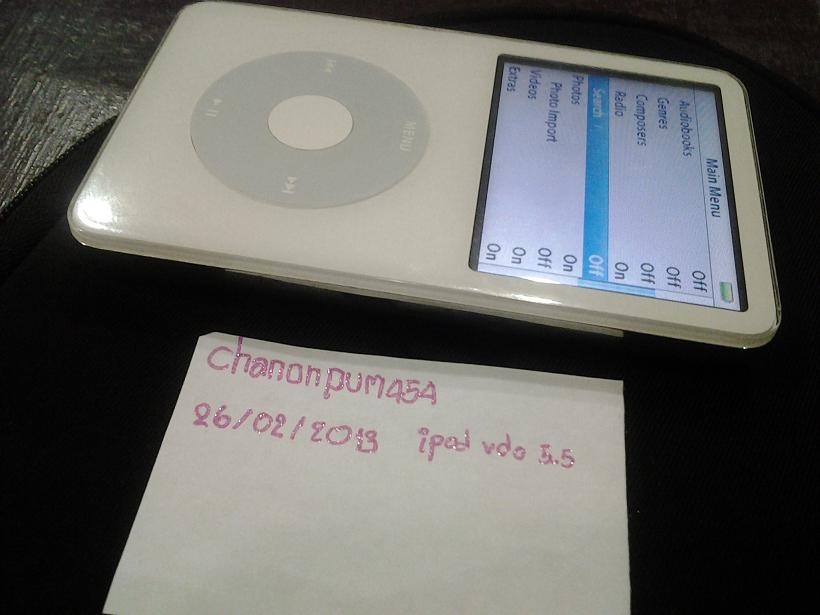 Main Menu
Audiobooks Off
Genres Off
Composers Off
Radio On
Search Off
Photos On
Photo Import Off
Videos On
Extras On
MENU
chanonpum454
26/02/2013 ipod vdo 5.5